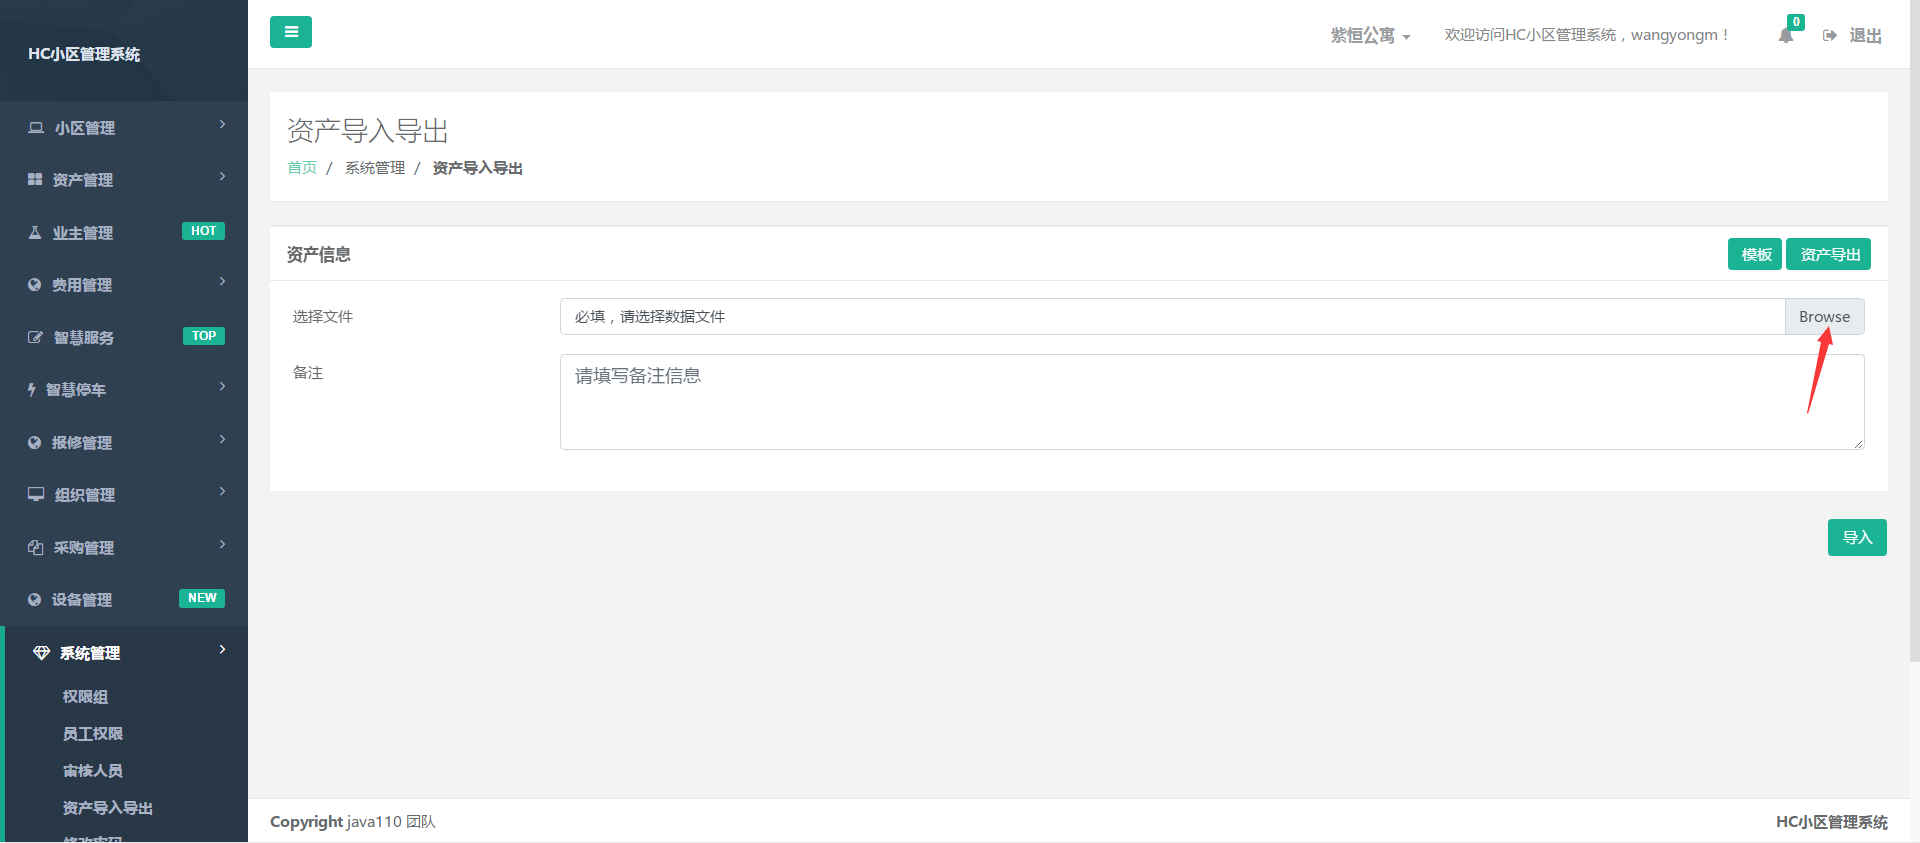 HC小区管理系统
紫恒公寓
欢迎访问HC小区管理系统，wangyongm！
0
退出
小区管理
资产管理
业主管理 HOT
费用管理
智慧服务 TOP
智慧停车
报修管理
组织管理
采购管理
设备管理 NEW
系统管理
权限组
员工权限
审核人员
资产导入导出
修改密码
资产导入导出
首页 / 系统管理 / 资产导入导出
资产信息
模板 资产导出
选择文件 必填，请选择数据文件 Browse
备注 请填写备注信息
导入
Copyright java110 团队
HC小区管理系统